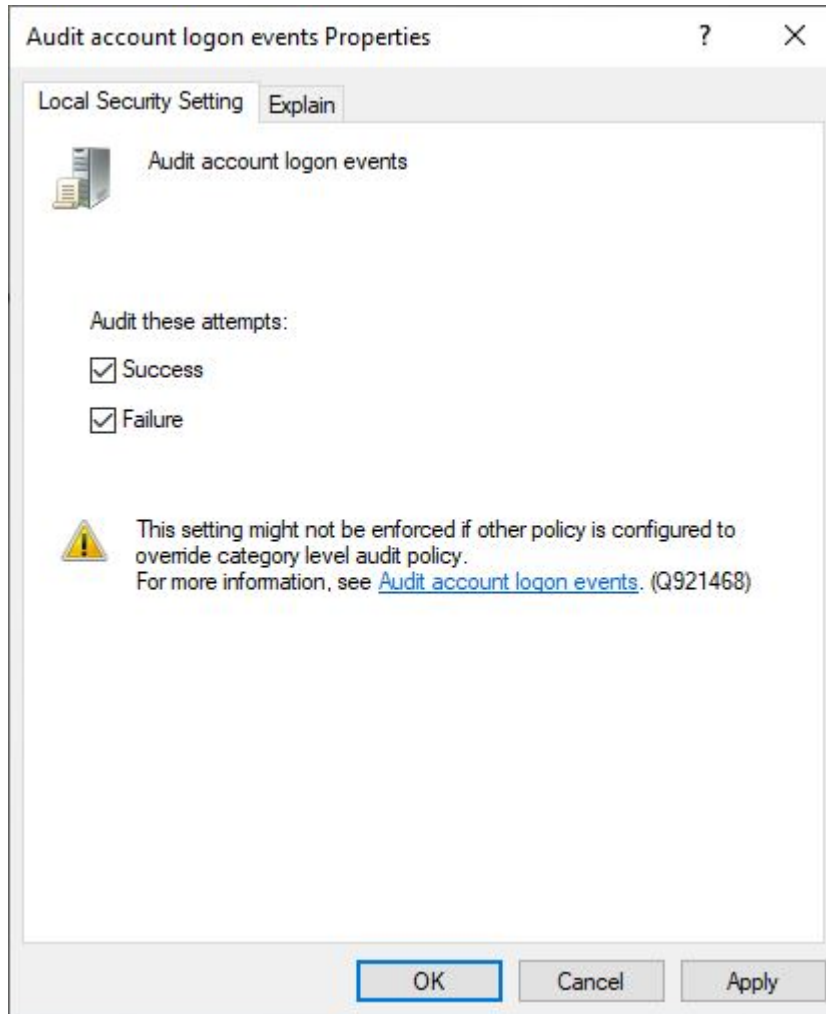 Audit account logon events Properties
?
Local Security Setting
Explain
Audit account logon events
Audit these attempts:
Success
Failure
This setting might not be enforced if other policy is configured to
override category level audit policy.
For more information, see Audit account logon events. (Q921468)
OK
Cancel
Apply